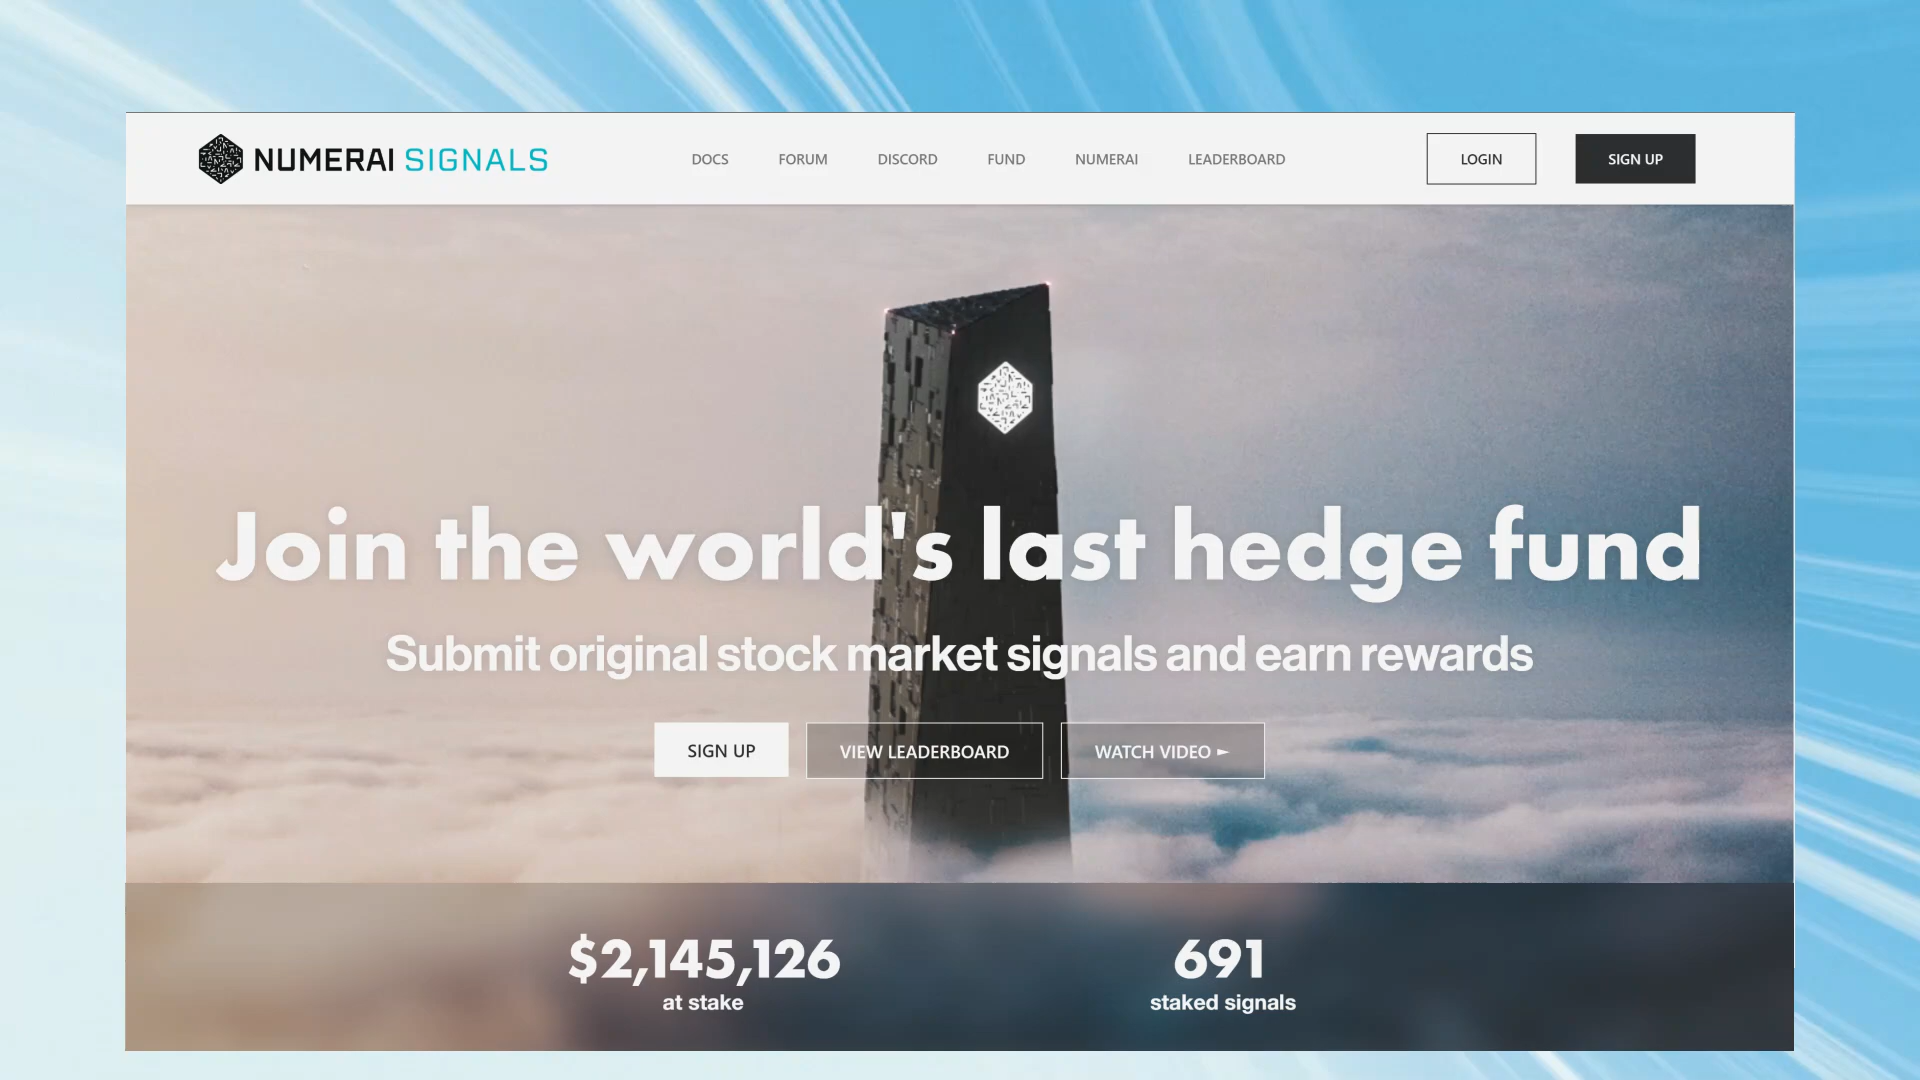 NUMERAI SIGNALS
DOCS FORUM DISCORD FUND NUMERAI LEADERBOARD
LOGIN SIGN UP
Join the world's last hedge fund
Submit original stock market signals and earn rewards
SIGN UP VIEW LEADERBOARD WATCH VIDEO ►
$2,145,126 691
at stake staked signals